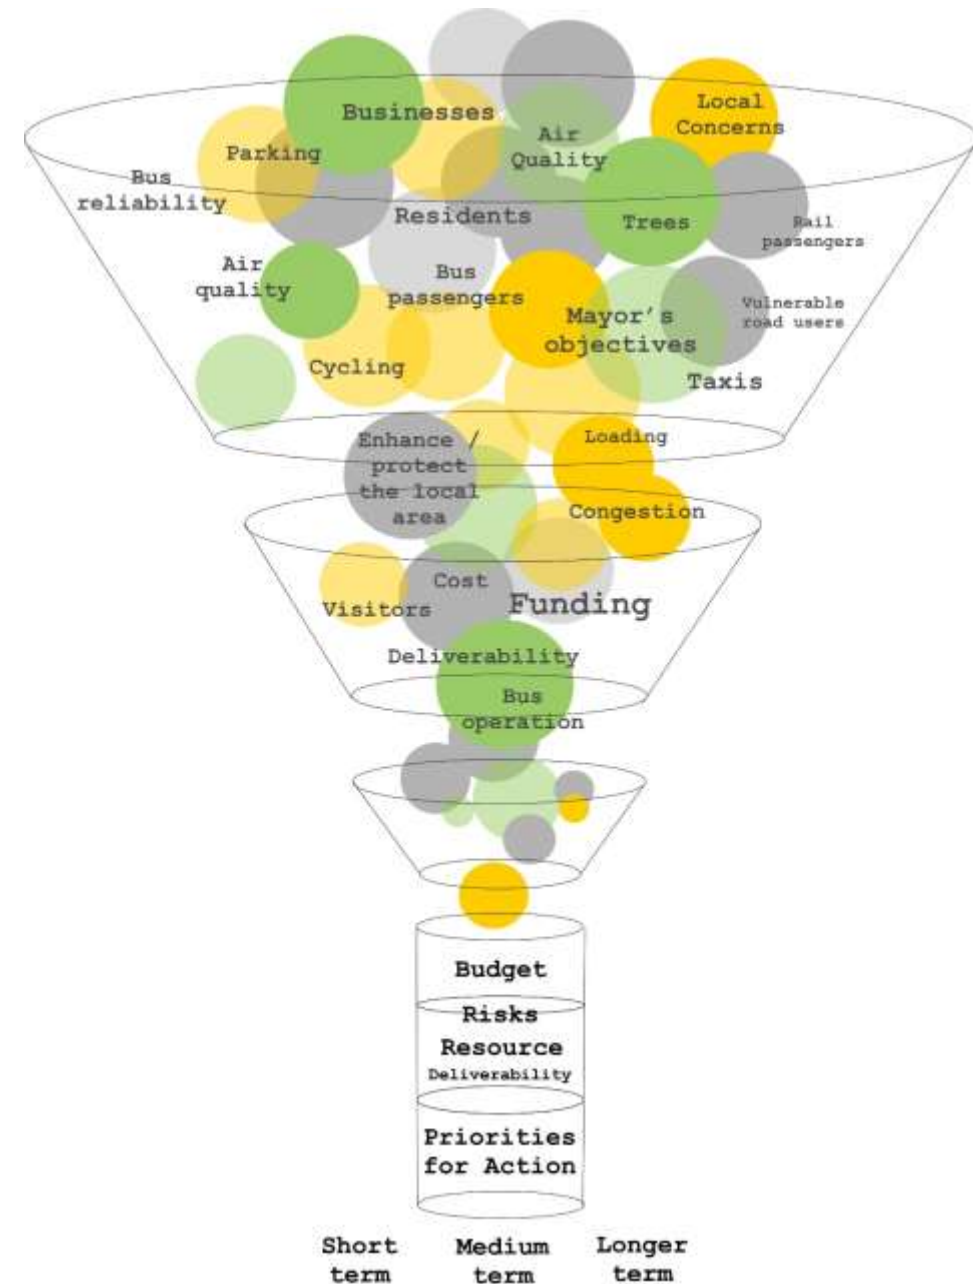 Businesses
Local
Concerns
Air
Quality
Parking
Bus
reliability
Residents
Trees
Rail
passengers
Air
quality
Bus
passengers
Mayor's
objectives
Vulnerable
road users
Cycling
Taxis
Enhance /
protect
the local
area
Loading
Congestion
Cost
Visitors
Funding
Deliverability
Bus
operation
Budget
Risks
Resource
Deliverability
Priorities
for Action
Short
term
Medium
term
Longer
term